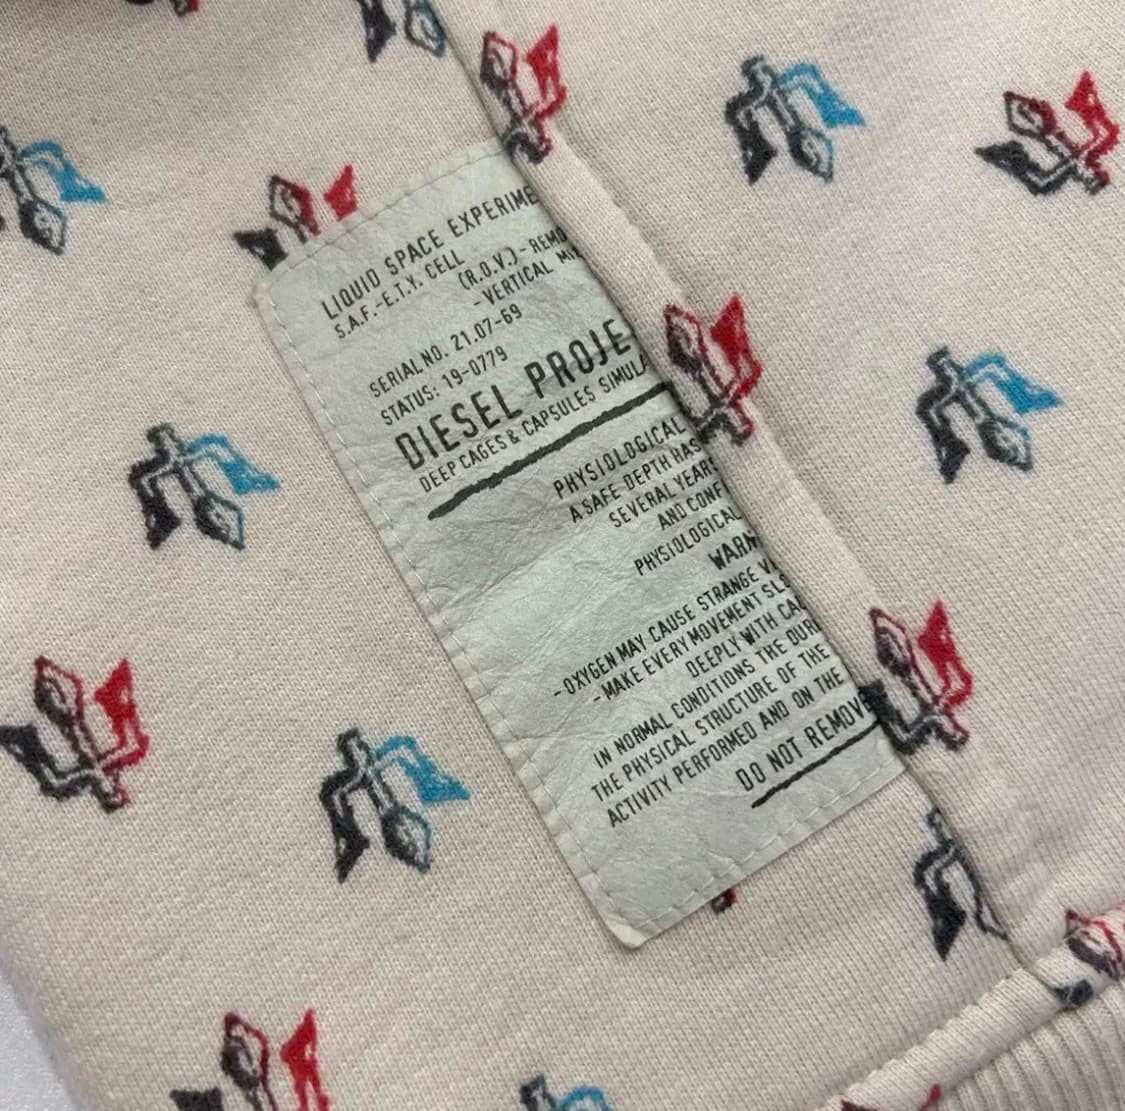 LIQUID SPACE EXPERIME
S.A.F.-E.T.Y. CELL
(R.O.V.) - REMO
- VERTICAL MI
SERIAL NO. 21.07-69
STATUS: 19-0779
DIESEL PROJE
DEEP CAGES & CAPSULES SIMULA
PHYSIOLOGICAL
A SAFE DEPTH HAS
SEVERAL YEARS
AND CONF
PHYSIOLOGICAL
WARN
- OXYGEN MAY CAUSE STRANGE V
- MAKE EVERY MOVEMENT SLO
DEEPLY WITH CAL
IN NORMAL CONDITIONS THE DUR
THE PHYSICAL STRUCTURE OF THE
ACTIVITY PERFORMED AND ON THE
DO NOT REMOVE